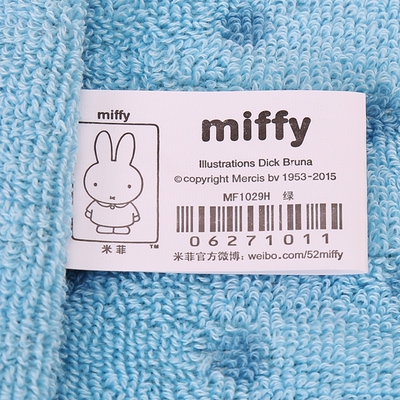 miffy
米菲 ™
miffy
Illustrations Dick Bruna
© copyright Mercis bv 1953-2015
MF1029H 绿
06271011
米菲官方微博: weibo.com/52miffy